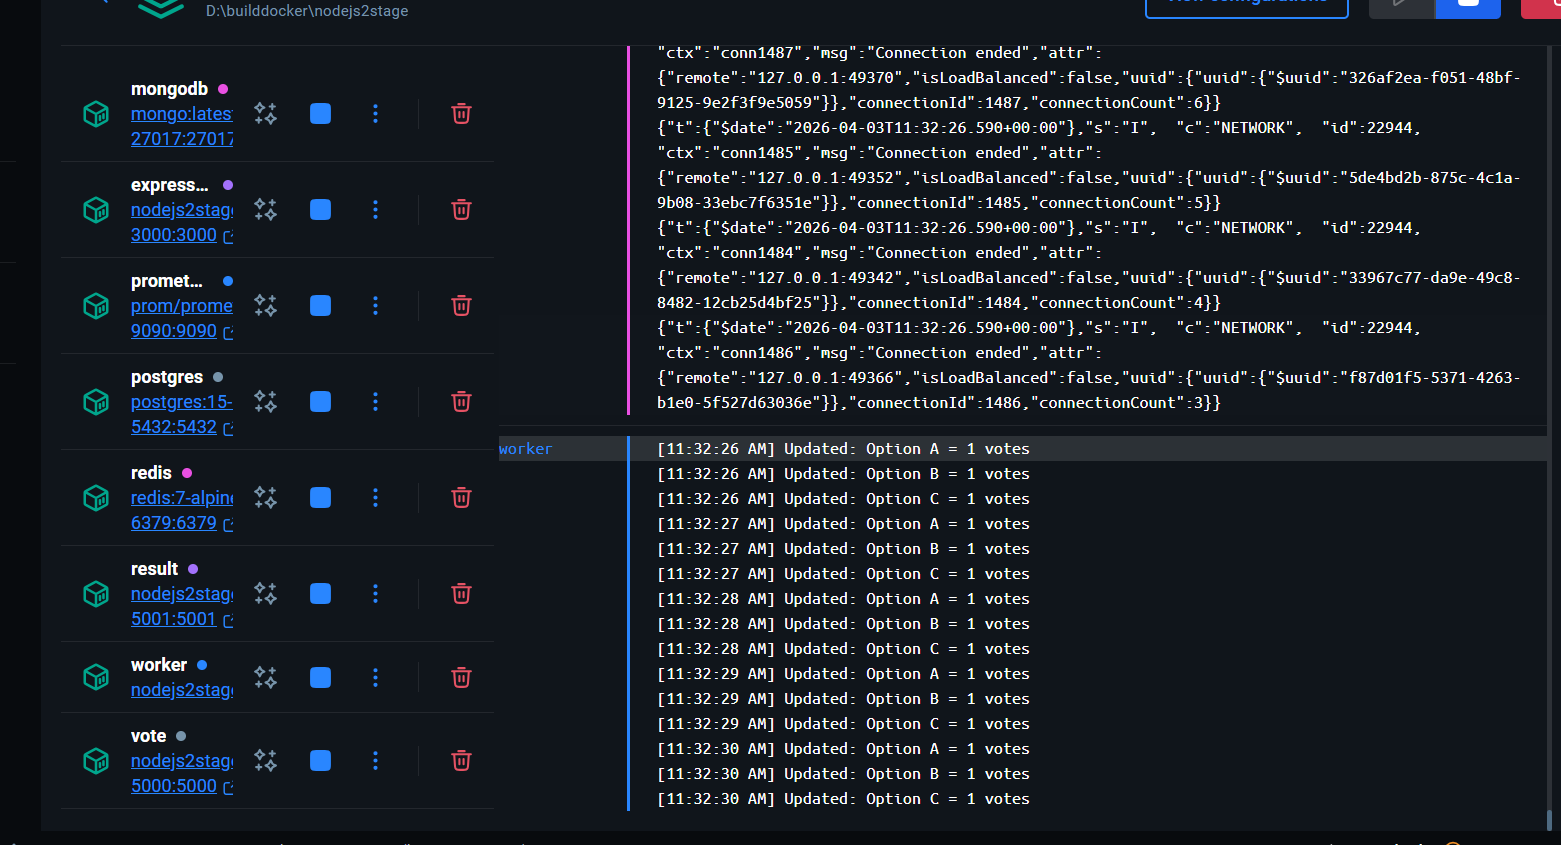 D:\builddocker\nodejs2stage
mongodb
mongo:lates
27017:27017
express...
nodejs2stag
3000:3000
promet...
prom/prome
9090:9090
postgres
postgres:15-
5432:5432
redis
redis:7-alpine
6379:6379
result
nodejs2stag
5001:5001
worker
nodejs2stag
vote
nodejs2stag
5000:5000
"ctx":"conn1487","msg":"Connection ended","attr":
{"remote":"127.0.0.1:49370","isLoadBalanced":false,"uuid":{"uuid":{"$uuid":"326af2ea-f051-48bf-
9125-9e2f3f9e5059"}},"connectionId":1487,"connectionCount":6}}
{"t":{"$date":"2026-04-03T11:32:26.590+00:00"},"s":"I",  "c":"NETWORK",  "id":22944,
"ctx":"conn1485","msg":"Connection ended","attr":
{"remote":"127.0.0.1:49352","isLoadBalanced":false,"uuid":{"uuid":{"$uuid":"5de4bd2b-875c-4c1a-
9b08-33ebc7f6351e"}},"connectionId":1485,"connectionCount":5}}
{"t":{"$date":"2026-04-03T11:32:26.590+00:00"},"s":"I",  "c":"NETWORK",  "id":22944,
"ctx":"conn1484","msg":"Connection ended","attr":
{"remote":"127.0.0.1:49342","isLoadBalanced":false,"uuid":{"uuid":{"$uuid":"33967c77-da9e-49c8-
8482-12cb25d4bf25"}},"connectionId":1484,"connectionCount":4}}
{"t":{"$date":"2026-04-03T11:32:26.590+00:00"},"s":"I",  "c":"NETWORK",  "id":22944,
"ctx":"conn1486","msg":"Connection ended","attr":
{"remote":"127.0.0.1:49366","isLoadBalanced":false,"uuid":{"uuid":{"$uuid":"f87d01f5-5371-4263-
b1e0-5f527d63036e"}},"connectionId":1486,"connectionCount":3}}
worker
[11:32:26 AM] Updated: Option A = 1 votes
[11:32:26 AM] Updated: Option B = 1 votes
[11:32:26 AM] Updated: Option C = 1 votes
[11:32:27 AM] Updated: Option A = 1 votes
[11:32:27 AM] Updated: Option B = 1 votes
[11:32:27 AM] Updated: Option C = 1 votes
[11:32:28 AM] Updated: Option A = 1 votes
[11:32:28 AM] Updated: Option B = 1 votes
[11:32:28 AM] Updated: Option C = 1 votes
[11:32:29 AM] Updated: Option A = 1 votes
[11:32:29 AM] Updated: Option B = 1 votes
[11:32:29 AM] Updated: Option C = 1 votes
[11:32:30 AM] Updated: Option A = 1 votes
[11:32:30 AM] Updated: Option B = 1 votes
[11:32:30 AM] Updated: Option C = 1 votes